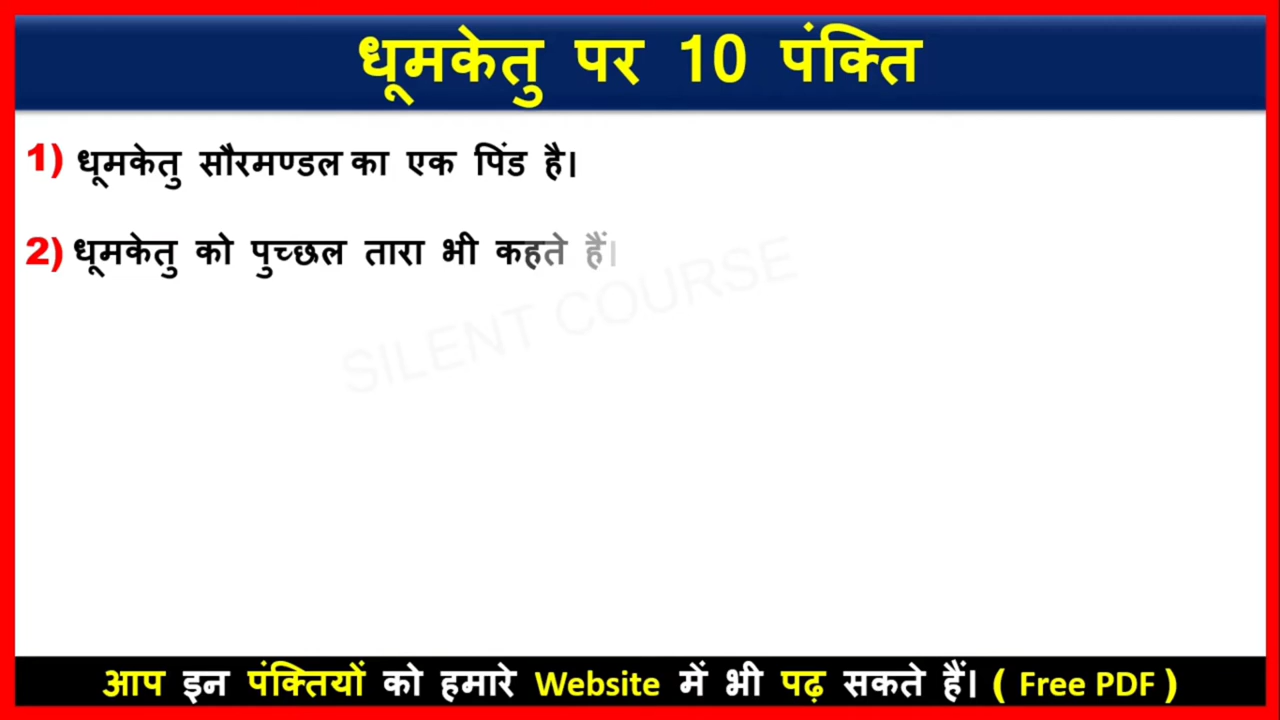 धूमकेतु पर 10 पंक्ति
1) धूमकेतु सौरमण्डल का एक पिंड है।
2) धूमकेतु को पुच्छल तारा भी कहते हैं।
SILENT COURSE
आप इन पंक्तियों को हमारे Website में भी पढ़ सकते हैं। ( Free PDF )